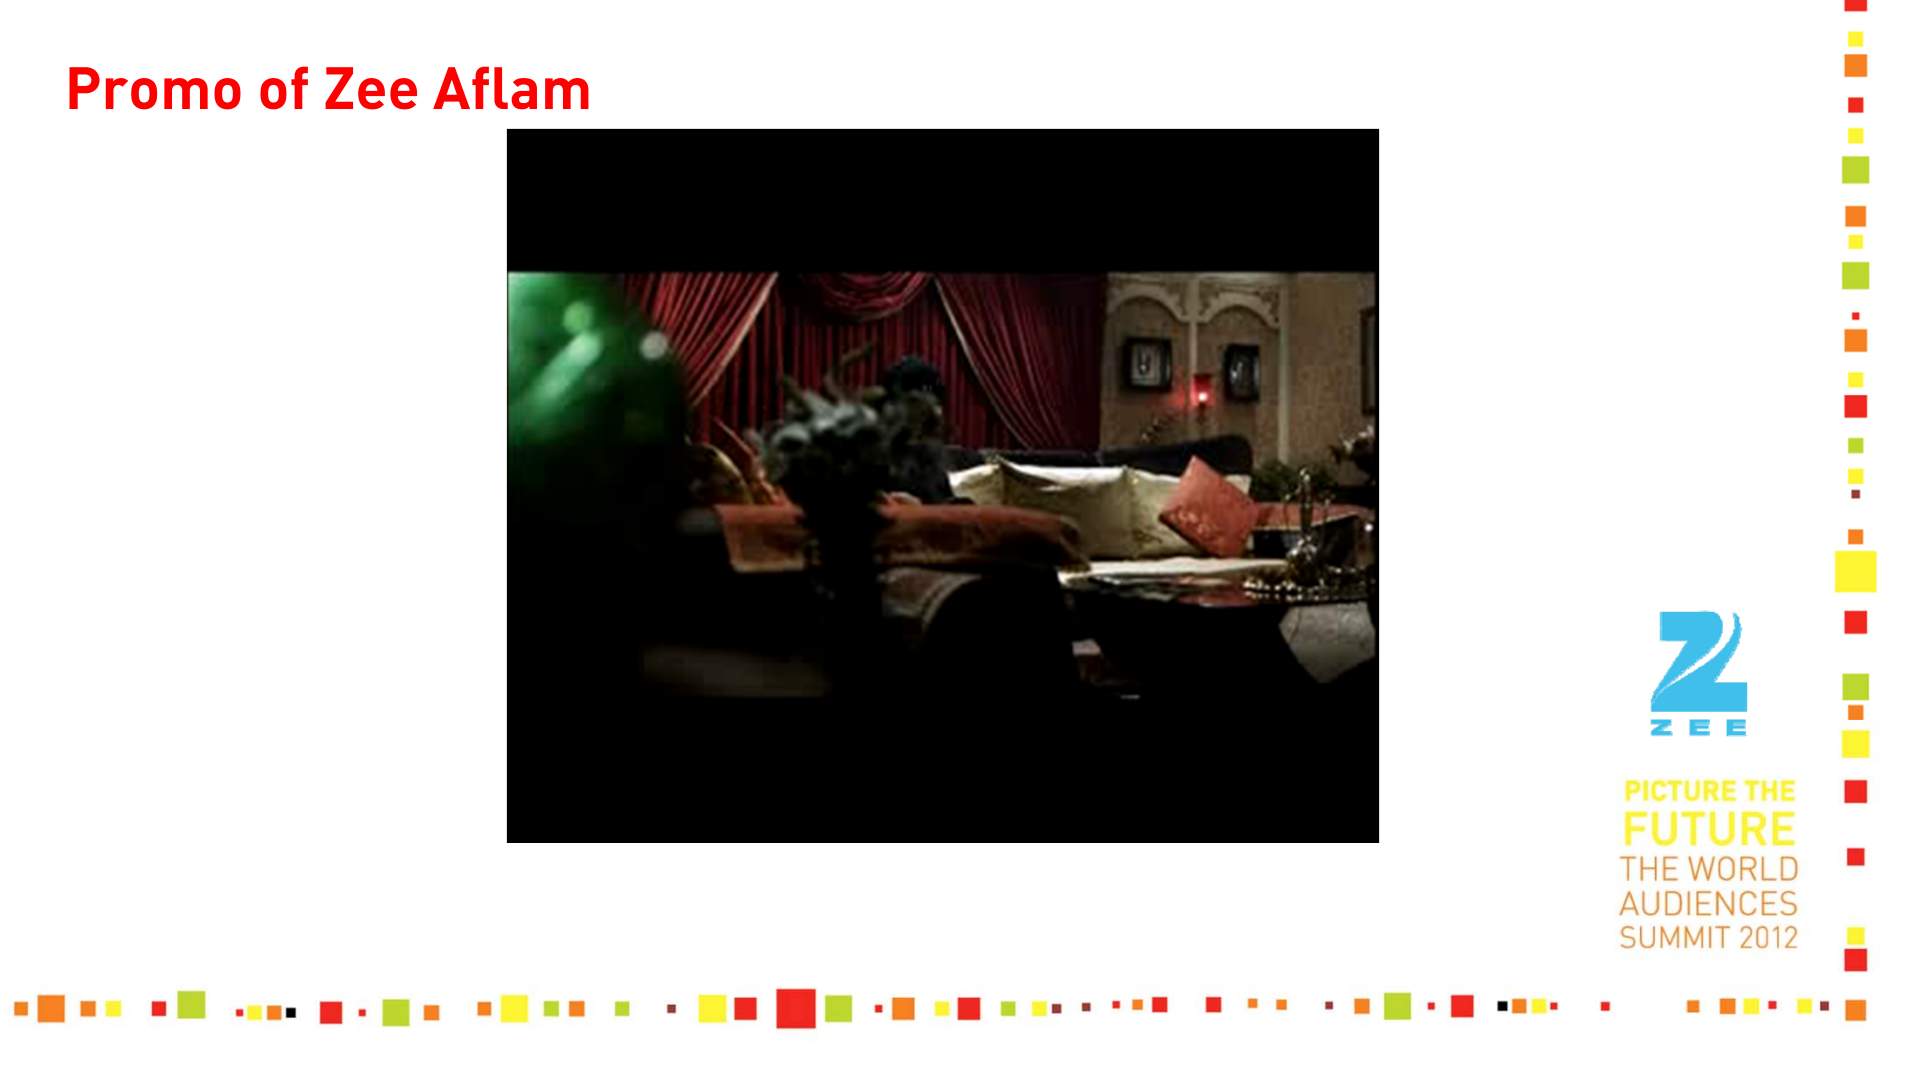 Promo of Zee Aflam
ZEE
PICTURE THE
FUTURE
THE WORLD
AUDIENCES
SUMMIT 2012